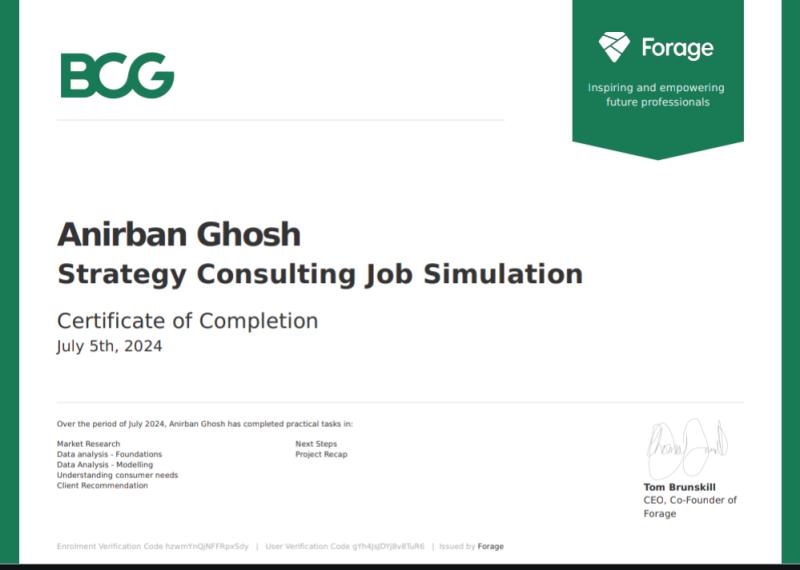 BCG
Forage
Inspiring and empowering
future professionals
Anirban Ghosh
Strategy Consulting Job Simulation
Certificate of Completion
July 5th, 2024
Over the period of July 2024, Anirban Ghosh has completed practical tasks in:
Market Research
Data analysis - Foundations
Data Analysis - Modelling
Understanding consumer needs
Client Recommendation
Next Steps
Project Recap
Tom Brunskill
CEO, Co-Founder of
Forage
Enrolment Verification Code hzwmYnQjNFFRpxSdy | User Verification Code gYh4JsJDYJBv8TuR6 | Issued by Forage